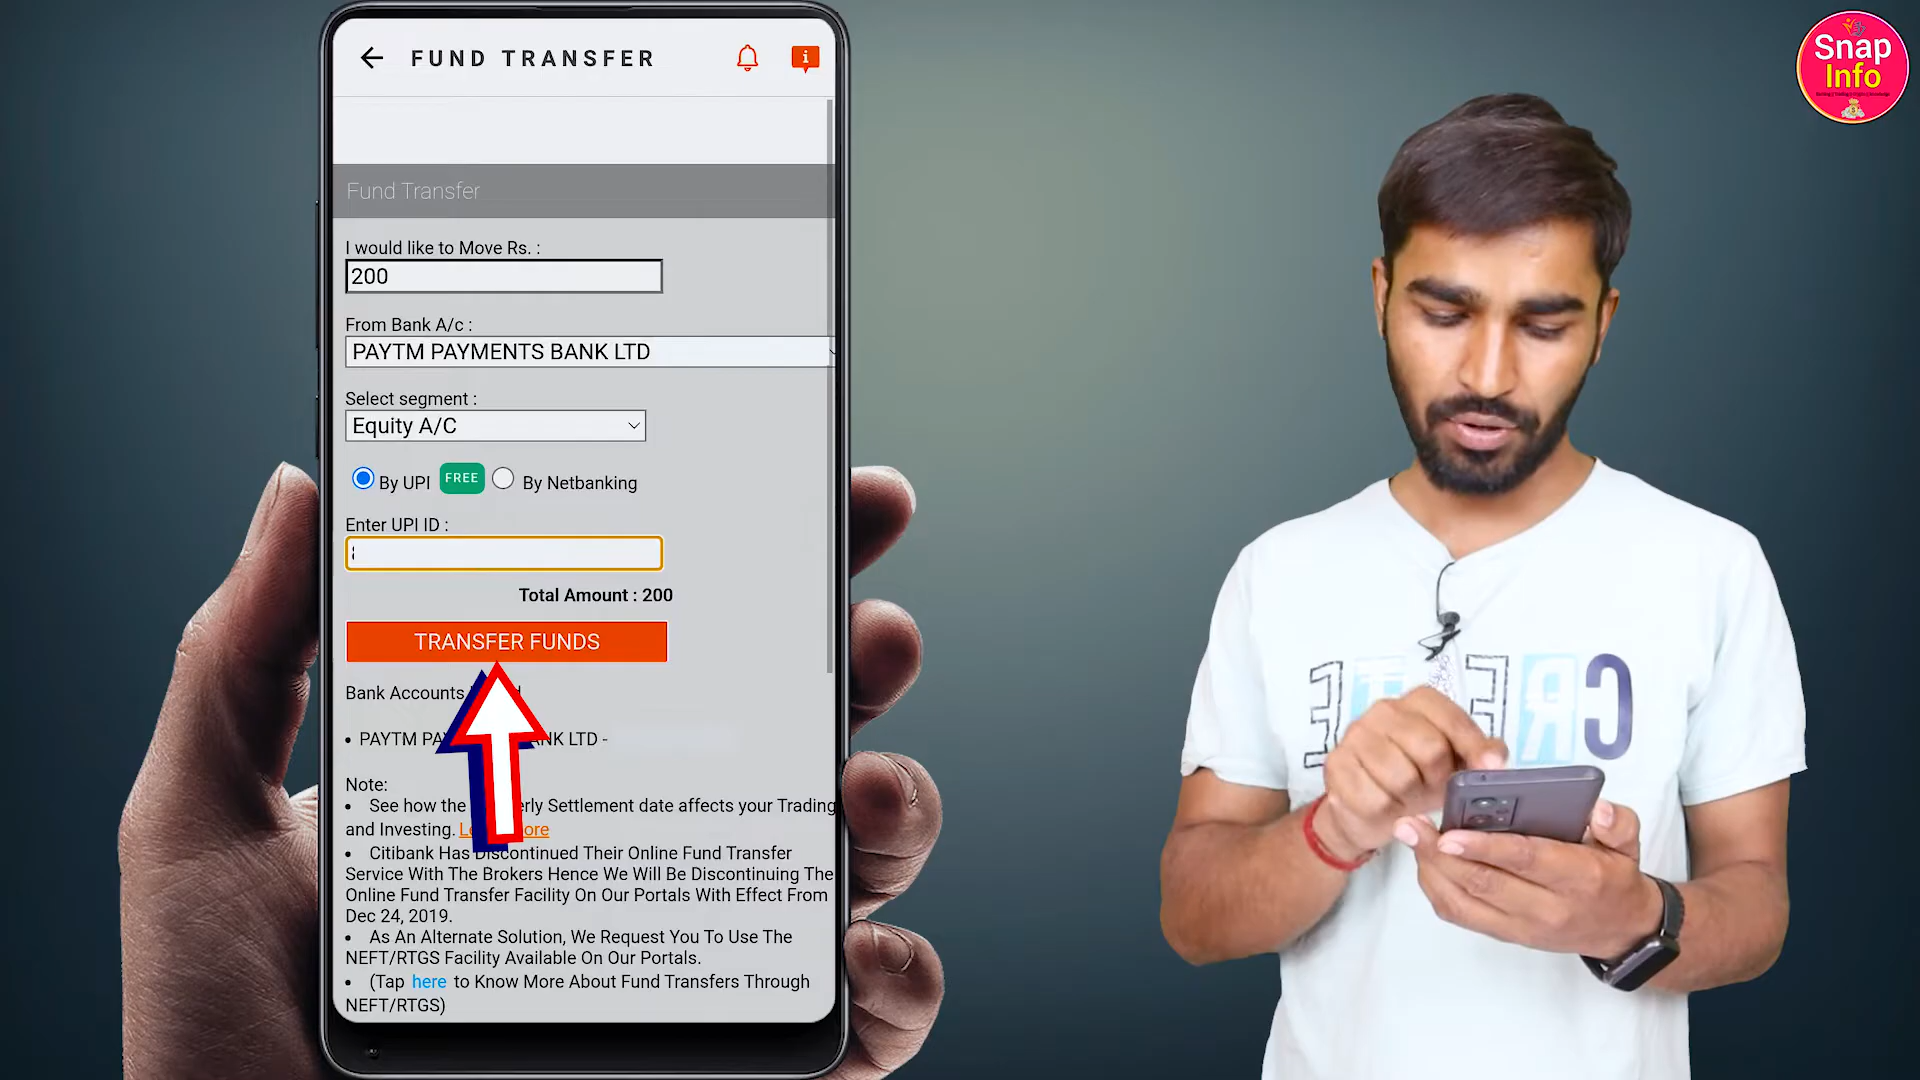 FUND TRANSFER
Snap
Info
Fund Transfer
I would like to Move Rs. :
200
From Bank A/c :
PAYTM PAYMENTS BANK LTD
Select segment :
Equity A/C
By UPI FREE By Netbanking
Enter UPI ID :
Total Amount : 200
TRANSFER FUNDS
Bank Accounts
• PAYTM LTD -
Note:
• See how the Settlement date affects your Trading
and Investing.
• Citibank Has Discontinued Their Online Fund Transfer
Service With The Brokers Hence We Will Be Discontinuing The
Online Fund Transfer Facility On Our Portals With Effect From
Dec 24, 2019.
• As An Alternate Solution, We Request You To Use The
NEFT/RTGS Facility Available On Our Portals.
• (Tap here to Know More About Fund Transfers Through
NEFT/RTGS)
CREATE